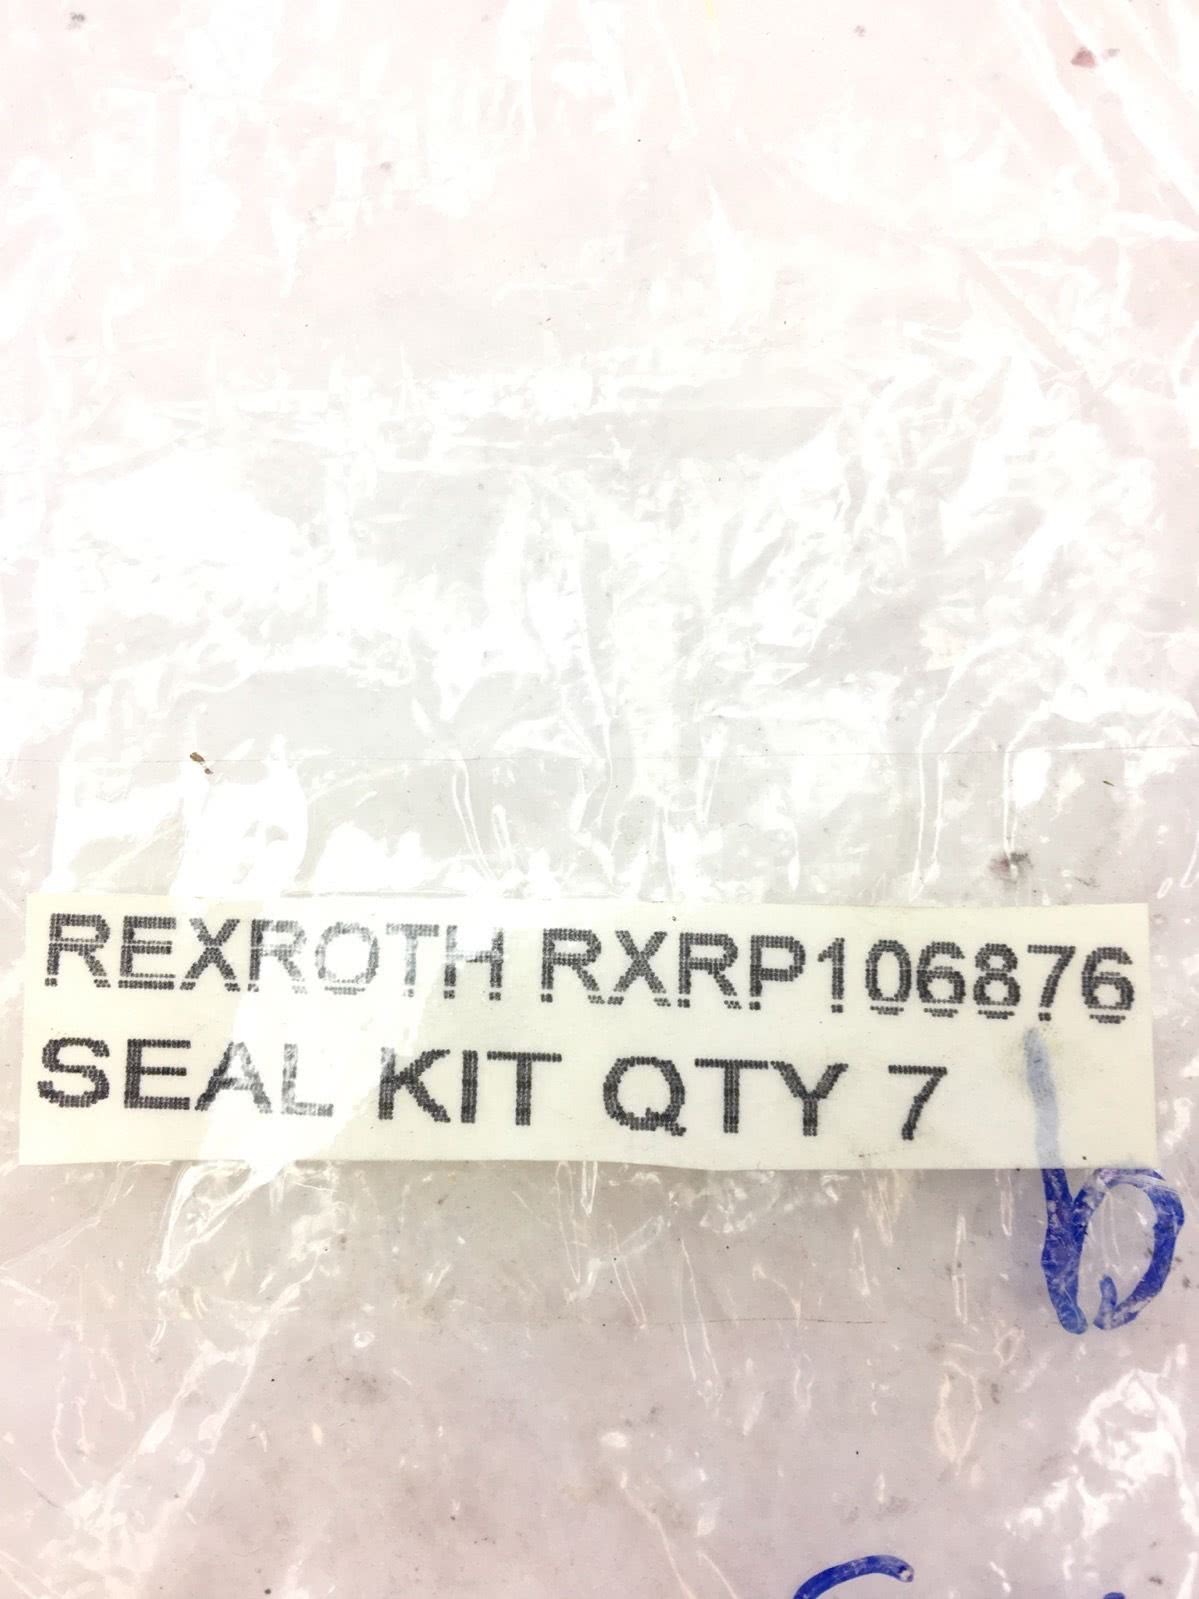 REXROTH RXRP106876
SEAL KIT QTY 7
b